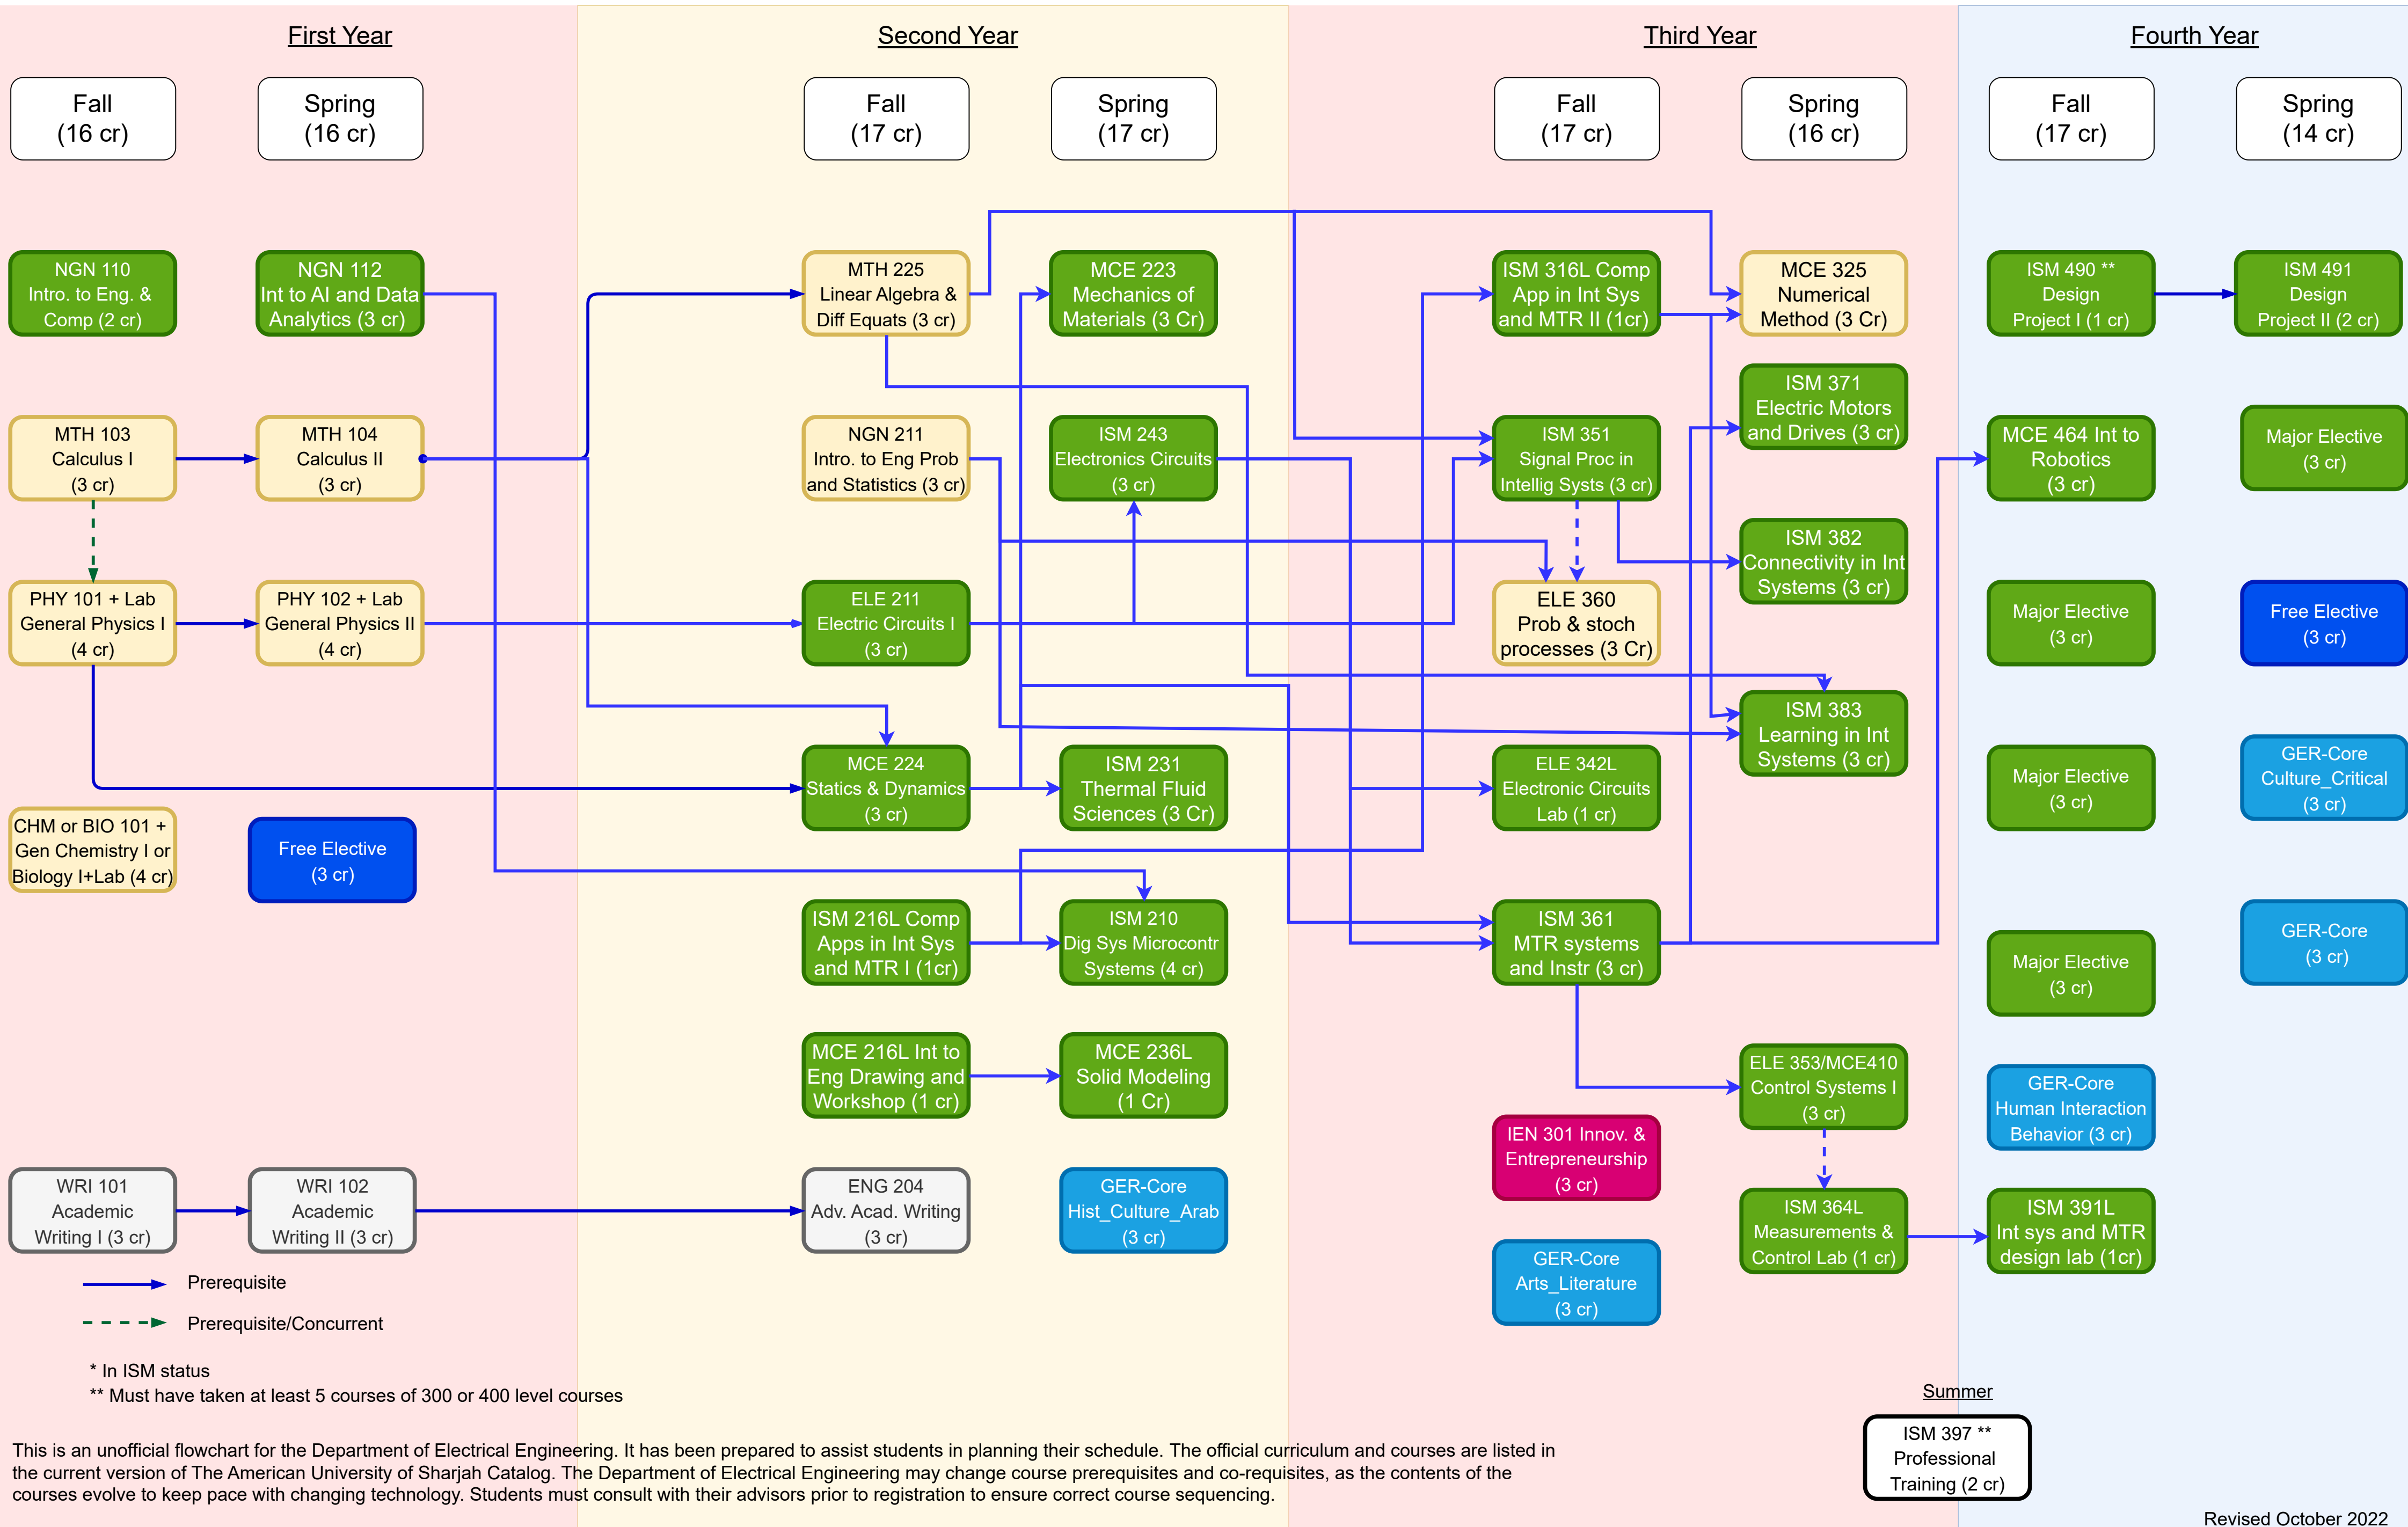 First Year
Second Year
Third Year
Fourth Year
Fall
(16 cr)
Spring
(16 cr)
Fall
(17 cr)
Spring
(17 cr)
Fall
(17 cr)
Spring
(16 cr)
Fall
(17 cr)
Spring
(14 cr)
NGN 110
Intro. to Eng. &
Comp (2 cr)
NGN 112
Int to AI and Data
Analytics (3 cr)
MTH 225
Linear Algebra &
Diff Equats (3 cr)
MCE 223
Mechanics of
Materials (3 Cr)
ISM 316L Comp
App in Int Sys
and MTR II (1cr)
MCE 325
Numerical
Method (3 Cr)
ISM 490 **
Design
Project I (1 cr)
ISM 491
Design
Project II (2 cr)
ISM 371
Electric Motors
and Drives (3 cr)
MTH 103
Calculus I
(3 cr)
MTH 104
Calculus II
(3 cr)
NGN 211
Intro. to Eng Prob
and Statistics (3 cr)
ISM 243
Electronics Circuits
(3 cr)
ISM 351
Signal Proc in
Intellig Systs (3 cr)
MCE 464 Int to
Robotics
(3 cr)
Major Elective
(3 cr)
ISM 382
Connectivity in Int
Systems (3 cr)
PHY 101 + Lab
General Physics I
(4 cr)
PHY 102 + Lab
General Physics II
(4 cr)
ELE 211
Electric Circuits I
(3 cr)
ELE 360
Prob & stoch
processes (3 Cr)
Major Elective
(3 cr)
Free Elective
(3 cr)
ISM 383
Learning in Int
Systems (3 cr)
MCE 224
Statics & Dynamics
(3 cr)
ISM 231
Thermal Fluid
Sciences (3 Cr)
ELE 342L
Electronic Circuits
Lab (1 cr)
Major Elective
(3 cr)
GER-Core
Culture_Critical
(3 cr)
CHM or BIO 101 +
Gen Chemistry I or
Biology I+Lab (4 cr)
Free Elective
(3 cr)
ISM 216L Comp
Apps in Int Sys
and MTR I (1cr)
ISM 210
Dig Sys Microcontr
Systems (4 cr)
ISM 361
MTR systems
and Instr (3 cr)
Major Elective
(3 cr)
GER-Core
(3 cr)
MCE 216L Int to
Eng Drawing and
Workshop (1 cr)
MCE 236L
Solid Modeling
(1 Cr)
ELE 353/MCE410
Control Systems I
(3 cr)
GER-Core
Human Interaction
Behavior (3 cr)
IEN 301 Innov. &
Entrepreneurship
(3 cr)
WRI 101
Academic
Writing I (3 cr)
WRI 102
Academic
Writing II (3 cr)
ENG 204
Adv. Acad. Writing
(3 cr)
GER-Core
Hist_Culture_Arab
(3 cr)
ISM 364L
Measurements &
Control Lab (1 cr)
ISM 391L
Int sys and MTR
design lab (1cr)
GER-Core
Arts_Literature
(3 cr)
Prerequisite
Prerequisite/Concurrent
* In ISM status
** Must have taken at least 5 courses of 300 or 400 level courses
Summer
ISM 397 **
Professional
Training (2 cr)
This is an unofficial flowchart for the Department of Electrical Engineering. It has been prepared to assist students in planning their schedule. The official curriculum and courses are listed in
the current version of The American University of Sharjah Catalog. The Department of Electrical Engineering may change course prerequisites and co-requisites, as the contents of the
courses evolve to keep pace with changing technology. Students must consult with their advisors prior to registration to ensure correct course sequencing.
Revised October 2022